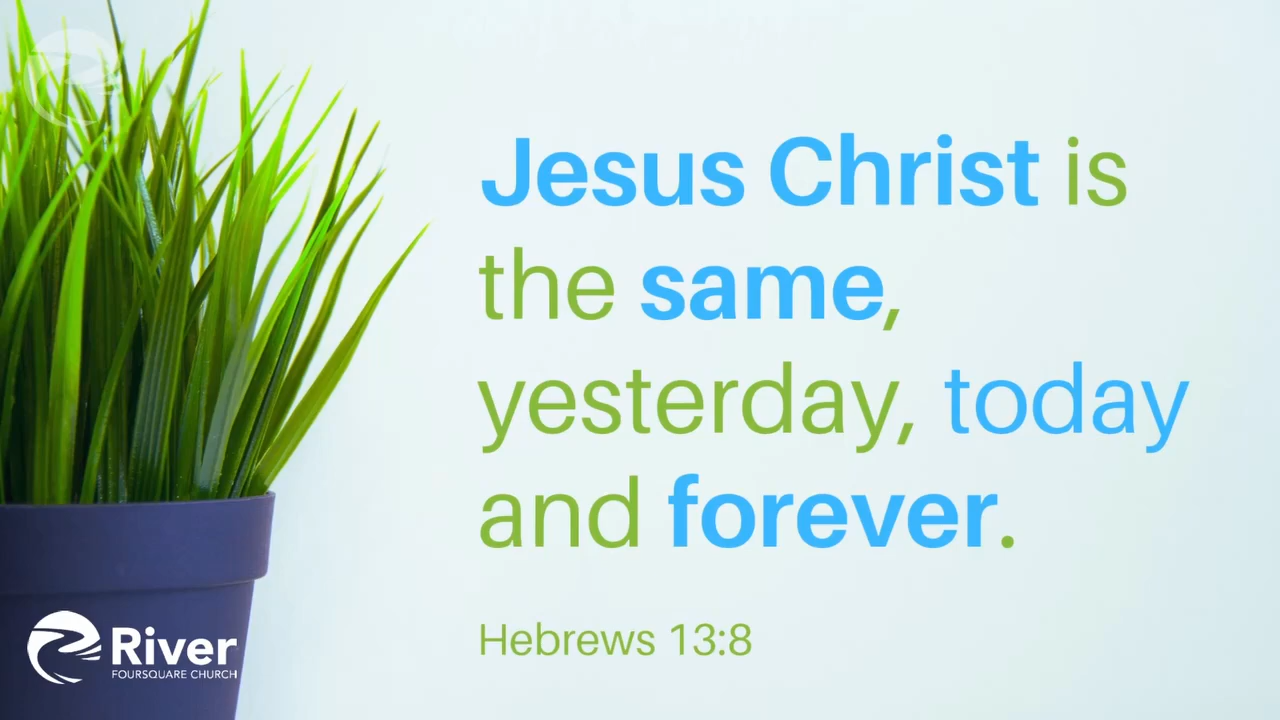 Jesus Christ is
the same,
yesterday, today
and forever.
Hebrews 13:8
River
FOURSQUARE CHURCH